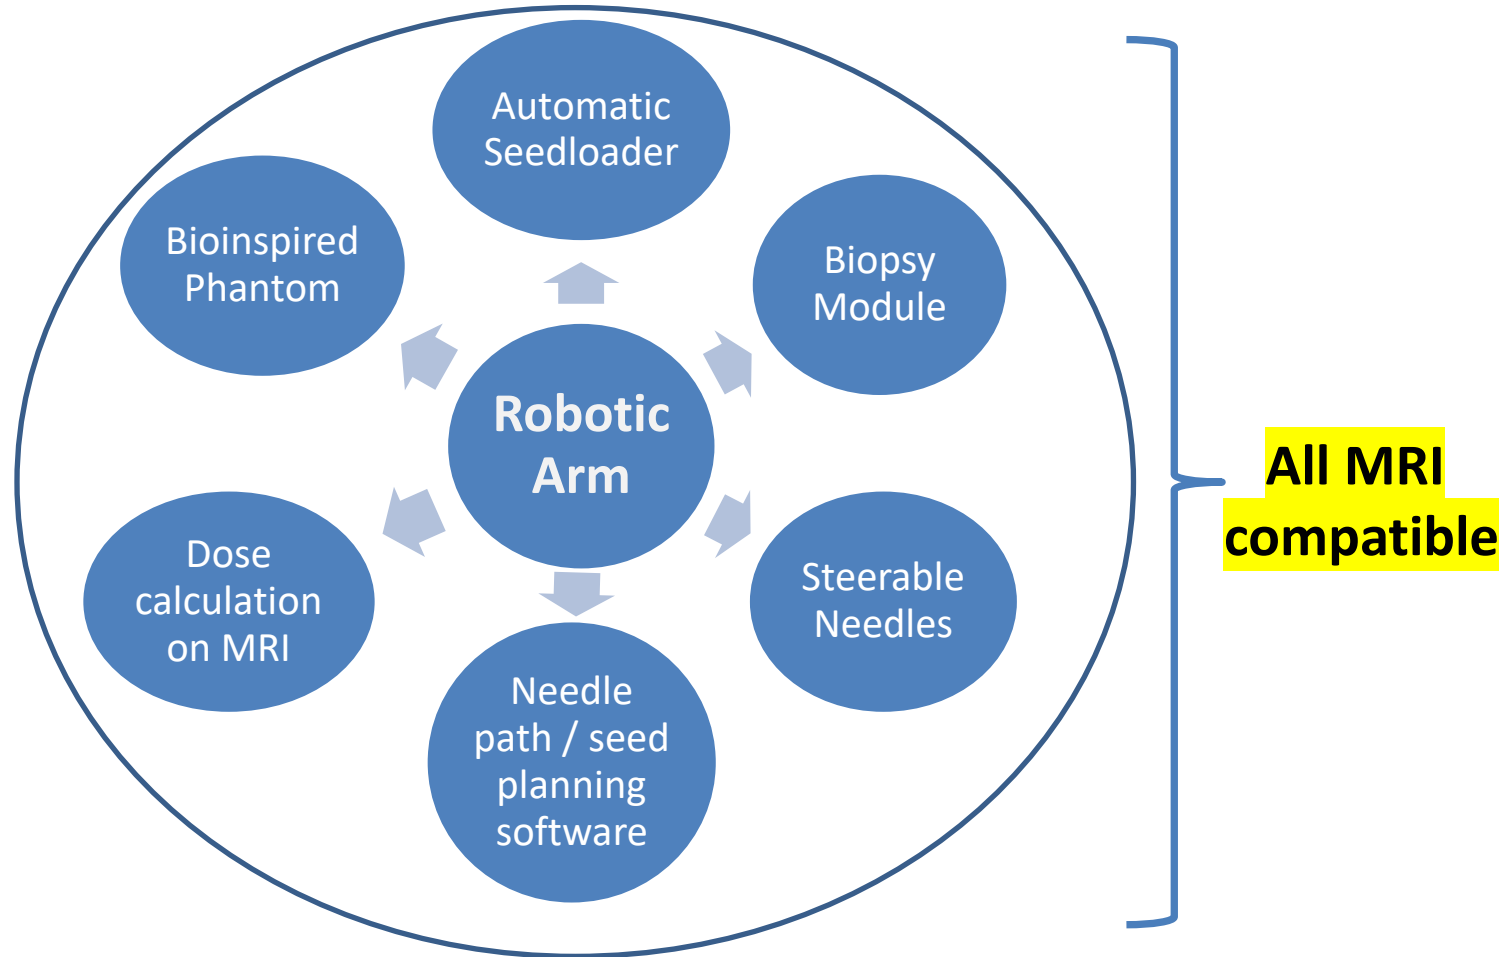 Automatic
Seedloader
Bioinspired
Phantom
Biopsy
Module
Robotic
Arm
All MRI
compatible
Dose
calculation
on MRI
Steerable
Needles
Needle
path / seed
planning
software